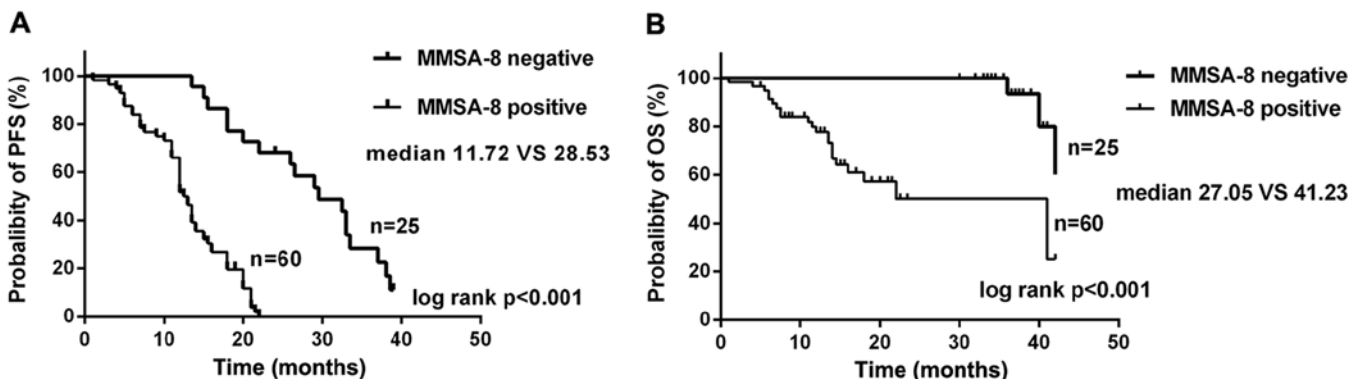 A
MMSA-8 negative
MMSA-8 positive
median 11.72 VS 28.53
n=25
n=60
log rank p<0.001
Probalibity of PFS (%)
100
80
60
40
20
0
0 10 20 30 40 50
Time (months)
B
MMSA-8 negative
MMSA-8 positive
n=25
median 27.05 VS 41.23
n=60
log rank p<0.001
Probalibity of OS (%)
100
80
60
40
20
0
0 10 20 30 40 50
Time (months)